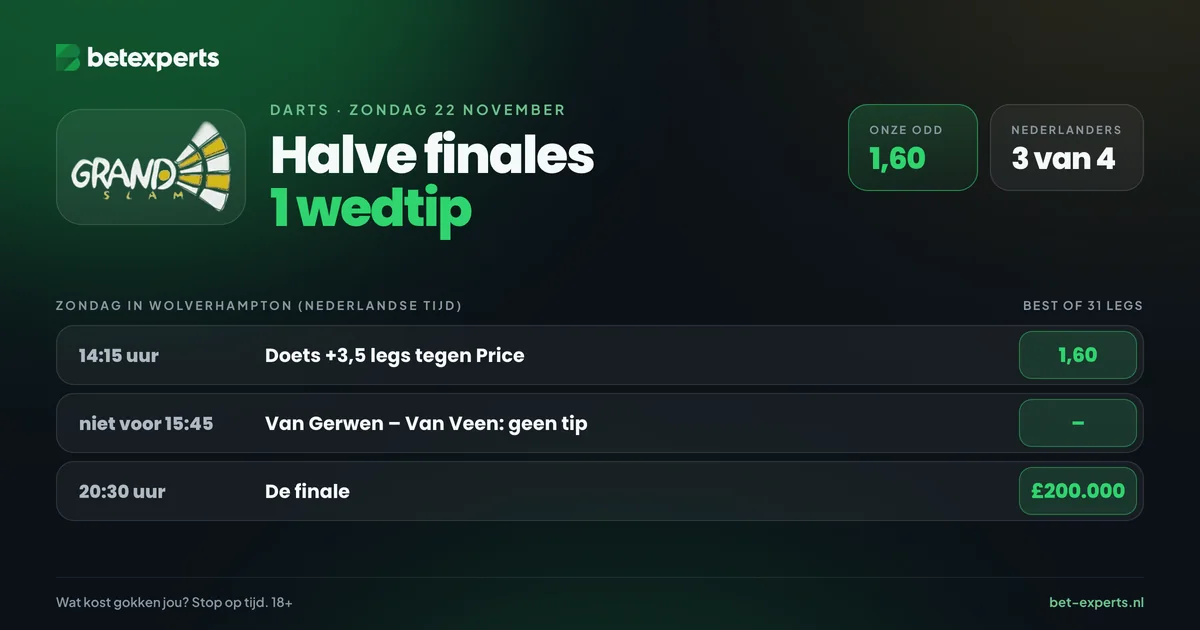 betexperts
GRAND
SLAM
DARTS · ZONDAG 22 NOVEMBER
Halve finales
1 wedtip
ONZE ODD
1,60
NEDERLANDERS
3 van 4
ZONDAG IN WOLVERHAMPTON (NEDERLANDSE TIJD)
BEST OF 31 LEGS
14:15 uur
Doets +3,5 legs tegen Price
1,60
niet voor 15:45
Van Gerwen – Van Veen: geen tip
–
20:30 uur
De finale
£200.000
Wat kost gokken jou? Stop op tijd. 18+
bet-experts.nl